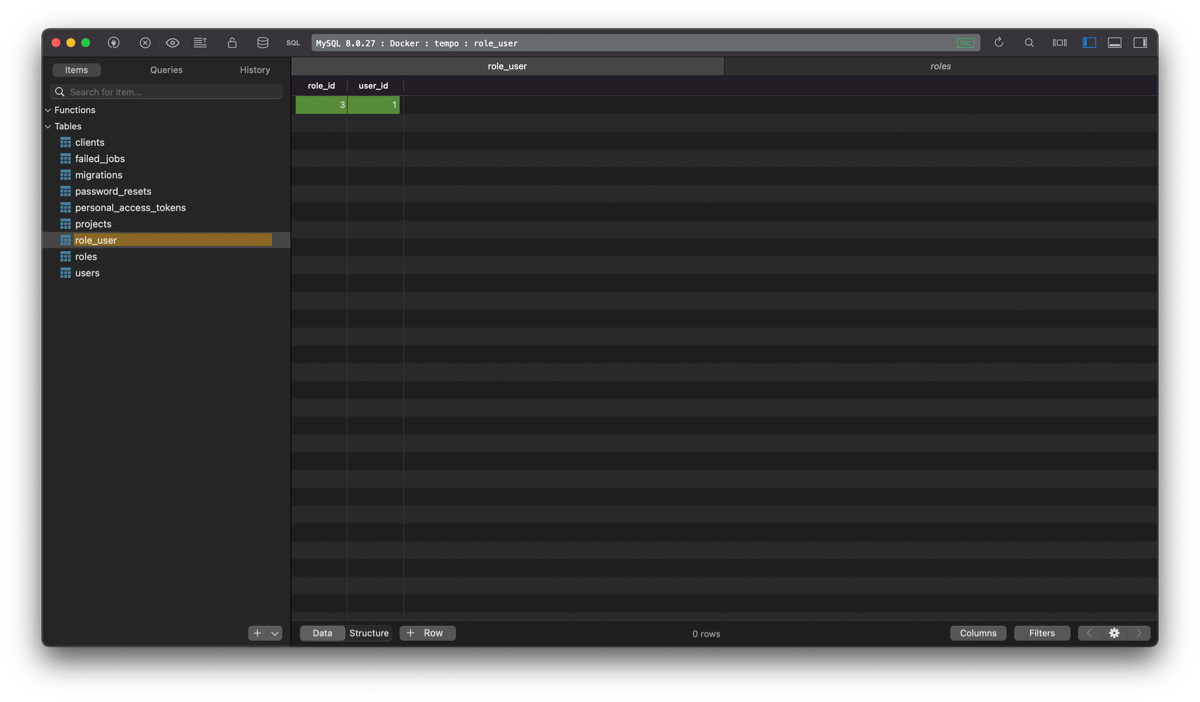 SQL
MySQL 8.0.27 : Docker : tempo : role_user
Items
Queries
History
role_user
roles
Search for item...
role_id
user_id
3
1
Functions
Tables
clients
failed_jobs
migrations
password_resets
personal_access_tokens
projects
role_user
roles
users
Data
Structure
Row
0 rows
Columns
Filters